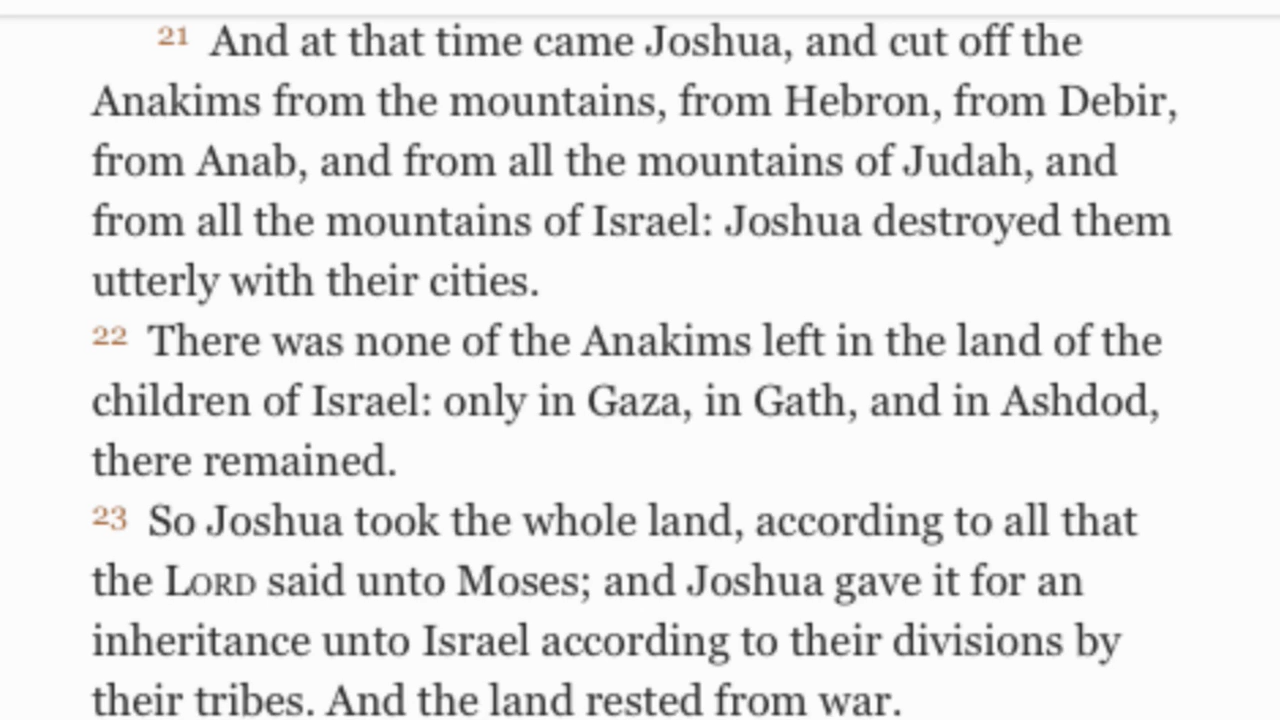 21 And at that time came Joshua, and cut off the
Anakims from the mountains, from Hebron, from Debir,
from Anab, and from all the mountains of Judah, and
from all the mountains of Israel: Joshua destroyed them
utterly with their cities.
22 There was none of the Anakims left in the land of the
children of Israel: only in Gaza, in Gath, and in Ashdod,
there remained.
23 So Joshua took the whole land, according to all that
the LORD said unto Moses; and Joshua gave it for an
inheritance unto Israel according to their divisions by
their tribes. And the land rested from war.